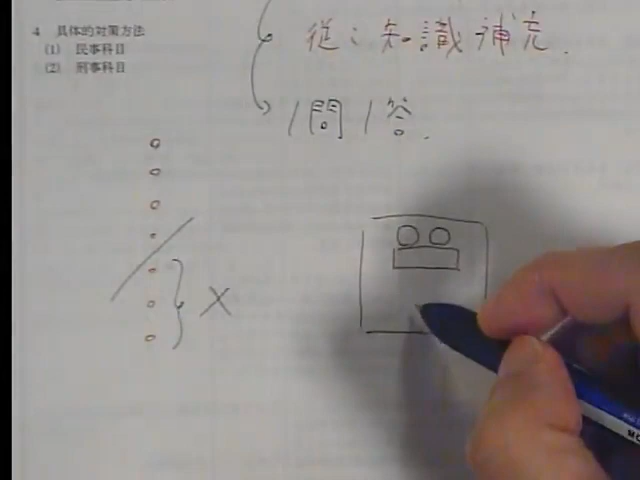 4 具体的対策方法
(1) 民事科目
(2) 刑事科目
従:知識補充.
1問1答.
×